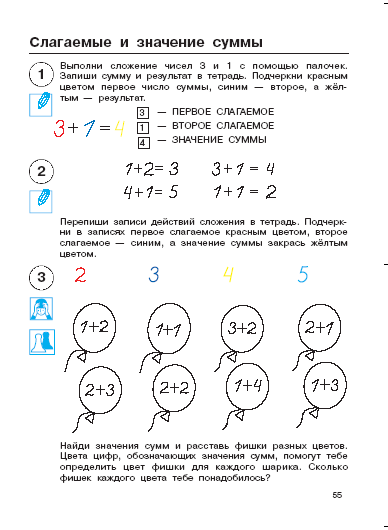 Слагаемые и значение суммы
1 Выполни сложение чисел 3 и 1 с помощью палочек.
Запиши сумму и результат в тетрадь. Подчеркни красным
цветом первое число суммы, синим — второе, а жёл-
тым — результат.
3+1=4
3 — ПЕРВОЕ СЛАГАЕМОЕ
1 — ВТОРОЕ СЛАГАЕМОЕ
4 — ЗНАЧЕНИЕ СУММЫ
2
1+2=3 3+1=4
4+1=5 1+1=2
Перепиши записи действий сложения в тетрадь. Подчерк-
ни в записях первое слагаемое красным цветом, второе
слагаемое — синим, а значение суммы закрась жёлтым
цветом.
3 2 3 4 5
1+2 1+1 3+2 2+1
2+3 2+2 1+4 1+3
Найди значения сумм и расставь фишки разных цветов.
Цвета цифр, обозначающих значения сумм, помогут тебе
определить цвет фишки для каждого шарика. Сколько
фишек каждого цвета тебе понадобилось?
55